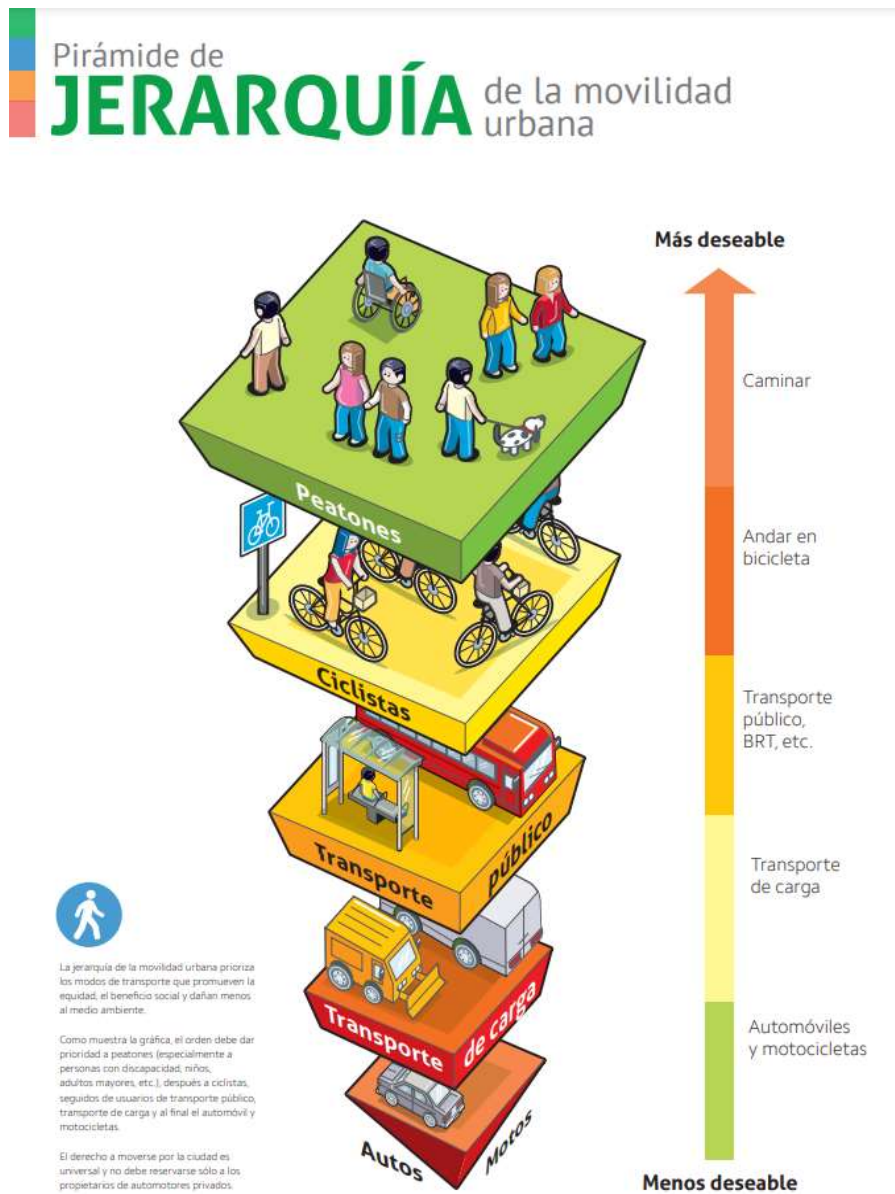 Pirámide de
JERARQUÍA
de la movilidad
urbana
Más deseable
Caminar
Andar en
bicicleta
Transporte
público,
BRT, etc.
Transporte
de carga
Automóviles
y motocicletas
Menos deseable
Peatones
Ciclistas
Transporte público
Transporte de carga
Autos Motos
La jerarquía de la movilidad urbana prioriza
los modos de transporte que promueven la
equidad, el beneficio social y dañan menos
al medio ambiente.
Como muestra la gráfica, el orden debe dar
prioridad a peatones (especialmente a
personas con discapacidad, niños,
adultos mayores, etc.), después a ciclistas,
seguidos de usuarios de transporte público,
transporte de carga y al final el automóvil y
motocicletas.
El derecho a moverse por la ciudad es
universal y no debe reservarse sólo a los
propietarios de automotores privados.